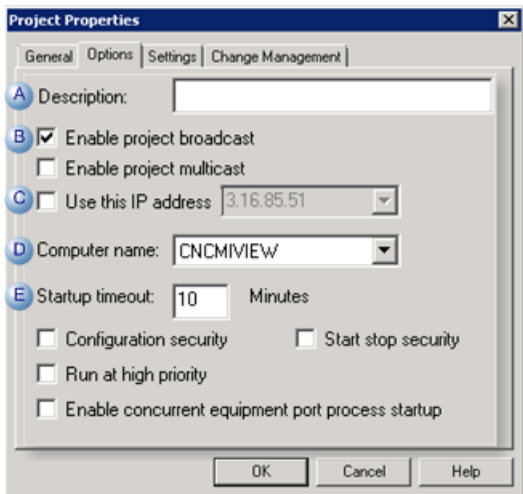 Project Properties
General Options Settings Change Management
A Description:
B Enable project broadcast
Enable project multicast
C Use this IP address 3.16.85.51
D Computer name: CNCMIVIEW
E Startup timeout: 10 Minutes
Configuration security Start stop security
Run at high priority
Enable concurrent equipment port process startup
OK Cancel Help